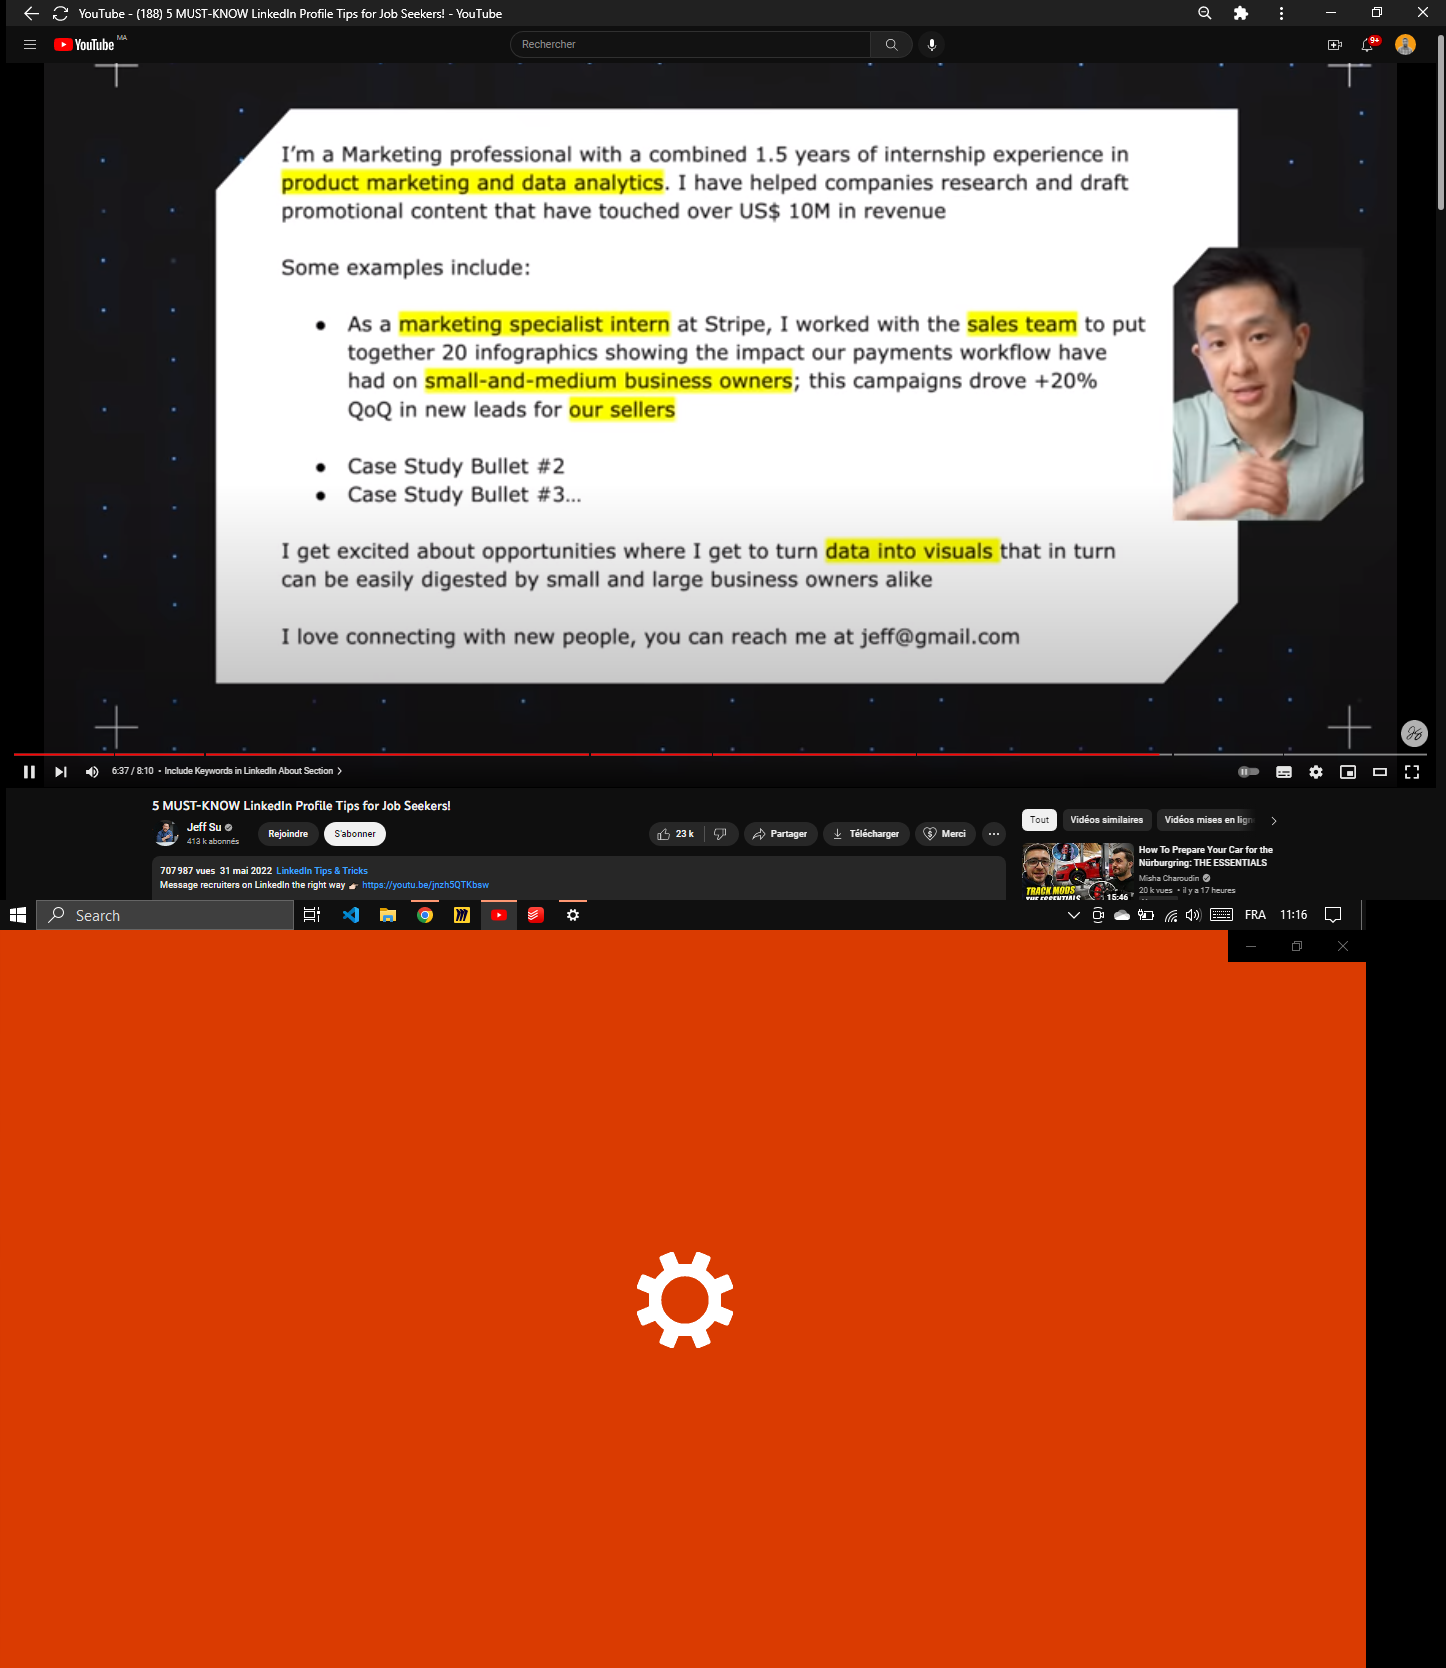 YouTube - (188) 5 MUST-KNOW LinkedIn Profile Tips for Job Seekers! - YouTube
YouTube MA
Rechercher
9+
I'm a Marketing professional with a combined 1.5 years of internship experience in
product marketing and data analytics. I have helped companies research and draft
promotional content that have touched over US$ 10M in revenue
Some examples include:
● As a marketing specialist intern at Stripe, I worked with the sales team to put
together 20 infographics showing the impact our payments workflow have
had on small-and-medium business owners; this campaigns drove +20%
QoQ in new leads for our sellers
● Case Study Bullet #2
● Case Study Bullet #3...
I get excited about opportunities where I get to turn data into visuals that in turn
can be easily digested by small and large business owners alike
I love connecting with new people, you can reach me at jeff@gmail.com
6:37 / 8:10 • Include Keywords in LinkedIn About Section
5 MUST-KNOW LinkedIn Profile Tips for Job Seekers!
Jeff Su
413 k abonnés
Rejoindre
S'abonner
23 k
Partager
Télécharger
Merci
707 987 vues 31 mai 2022 LinkedIn Tips & Tricks
Message recruiters on LinkedIn the right way https://youtu.be/jnzh5QTKbsw
Tout
Vidéos similaires
Vidéos mises en lign
How To Prepare Your Car for the
Nürburgring: THE ESSENTIALS
Misha Charoudin
20 k vues • il y a 17 heures
TRACK MODS
THE ESSENTIALS
15:46
Search
FRA
11:16